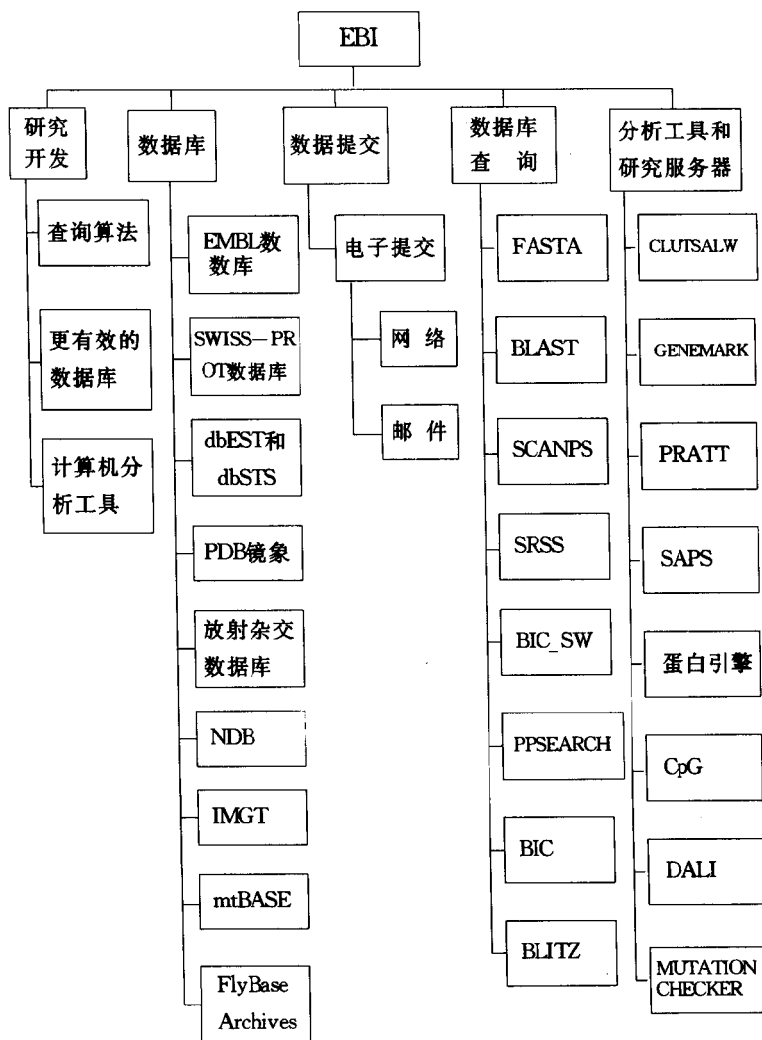 EBI
研究
开发
数据库
数据提交
数据库
查 询
分析工具和
研究服务器
查询算法
更有效的
数据库
计算机分
析工具
EMBL数
数库
SWISS－PR
OT数据库
dbEST和
dbSTS
PDB镜象
放射杂交
数据库
NDB
IMGT
mtBASE
FlyBase
Archives
电子提交
网 络
邮 件
FASTA
BLAST
SCANPS
SRSS
BIC_SW
PPSEARCH
BIC
BLITZ
CLUTSALW
GENEMARK
PRATT
SAPS
蛋白引擎
CpG
DALI
MUTATION
CHECKER